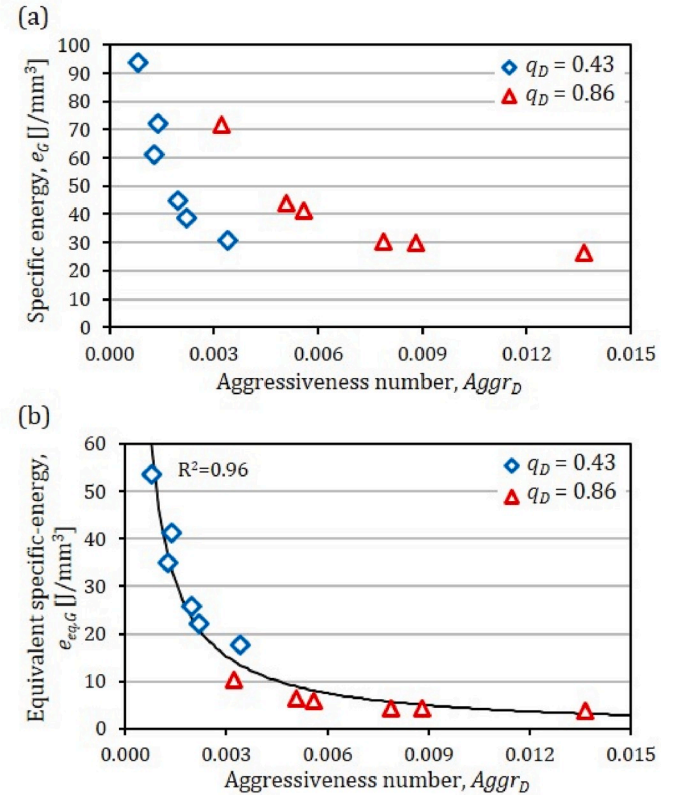 (a)
Specific energy, e_G [J/mm³]
100
90
80
70
60
50
40
30
20
10
0
q_D = 0.43
q_D = 0.86
0.000 0.003 0.006 0.009 0.012 0.015
Aggressiveness number, Aggr_D
(b)
Equivalent specific-energy,
e_eq,G [J/mm³]
60
50
40
30
20
10
0
R²=0.96
q_D = 0.43
q_D = 0.86
0.000 0.003 0.006 0.009 0.012 0.015
Aggressiveness number, Aggr_D